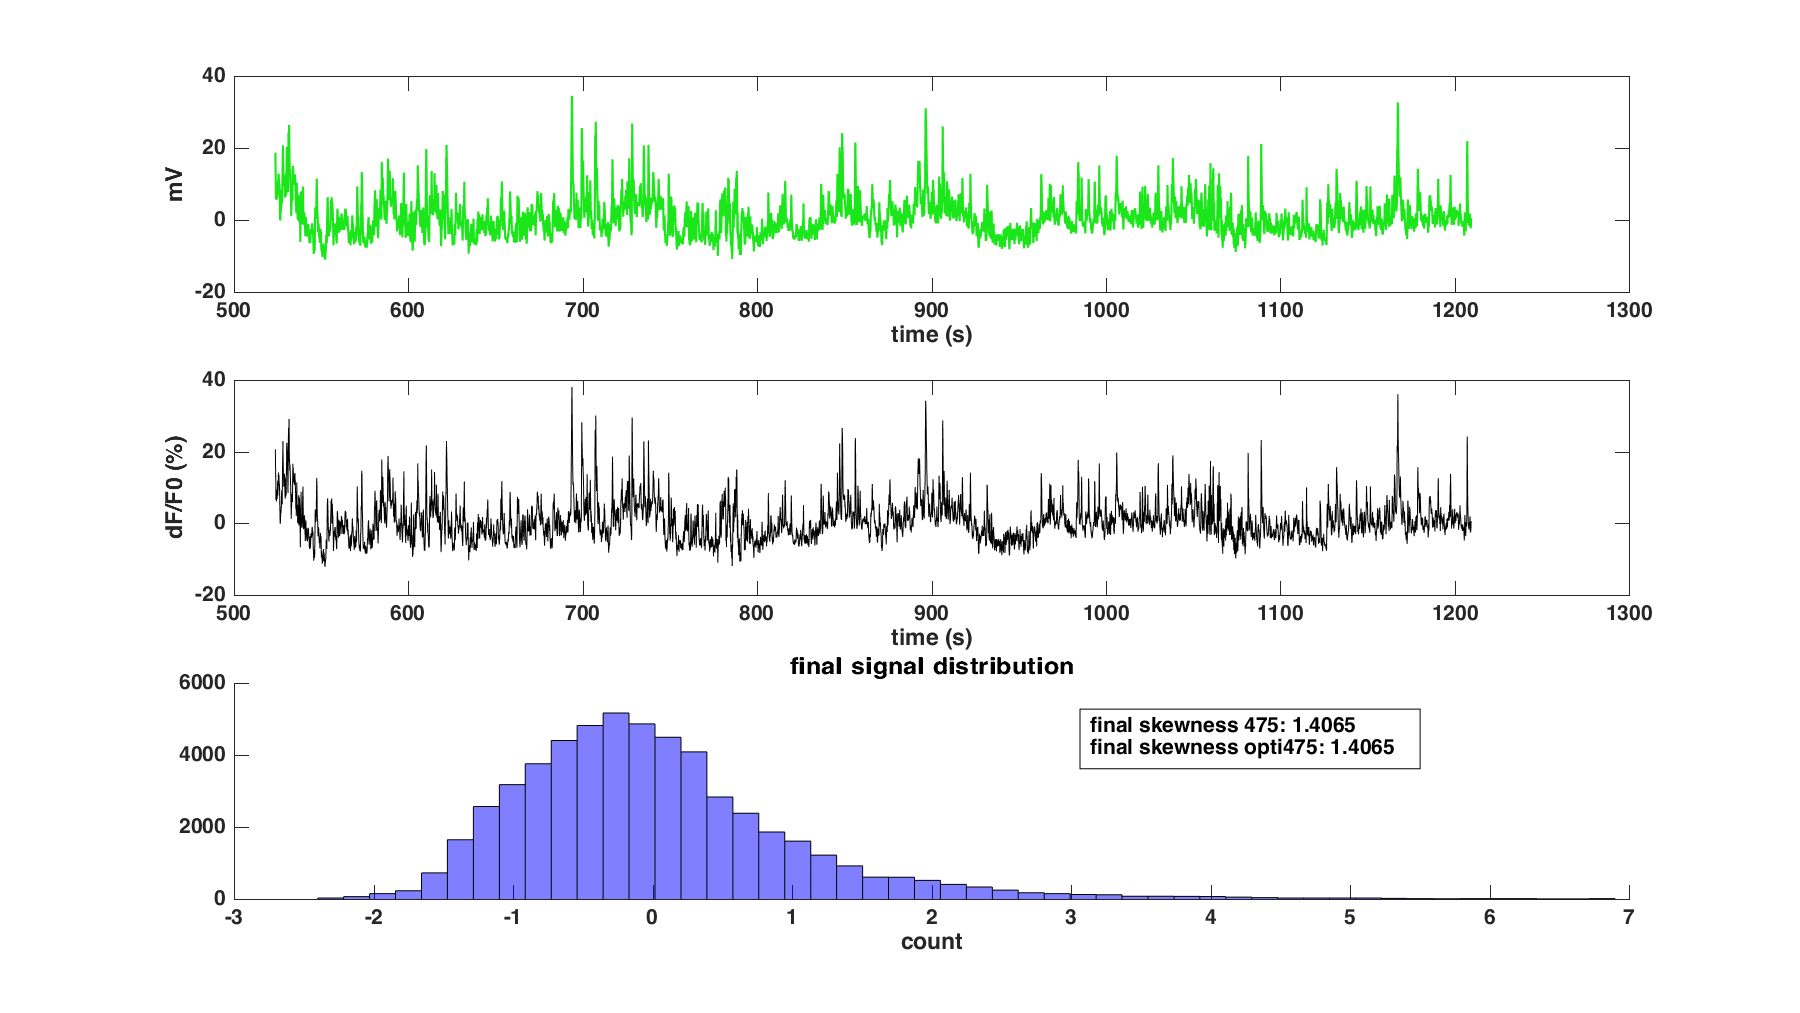 40
20
0
-20
mV
500 600 700 800 900 1000 1100 1200 1300
time (s)
40
20
0
-20
dF/F0 (%)
500 600 700 800 900 1000 1100 1200 1300
time (s)
final signal distribution
6000
4000
2000
0
final skewness 475: 1.4065
final skewness opti475: 1.4065
-3 -2 -1 0 1 2 3 4 5 6 7
count